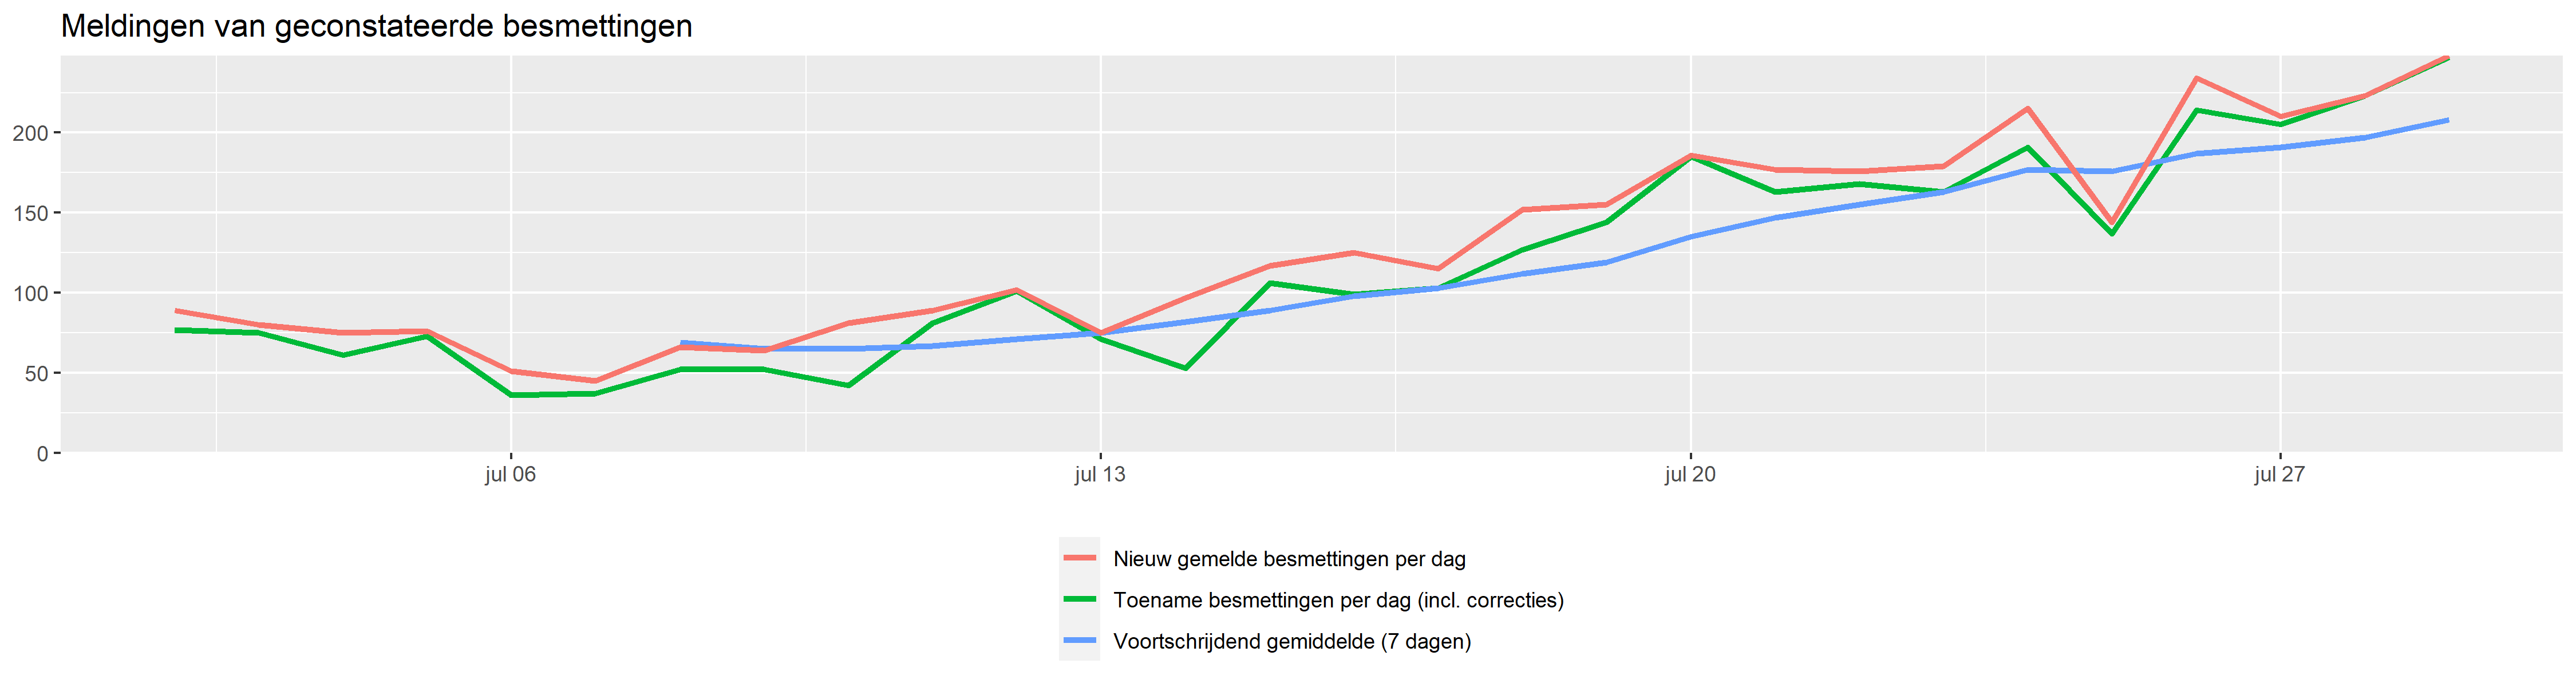 Meldingen van geconstateerde besmettingen
200
150
100
50
0
jul 06 jul 13 jul 20 jul 27
Nieuw gemelde besmettingen per dag
Toename besmettingen per dag (incl. correcties)
Voortschrijdend gemiddelde (7 dagen)